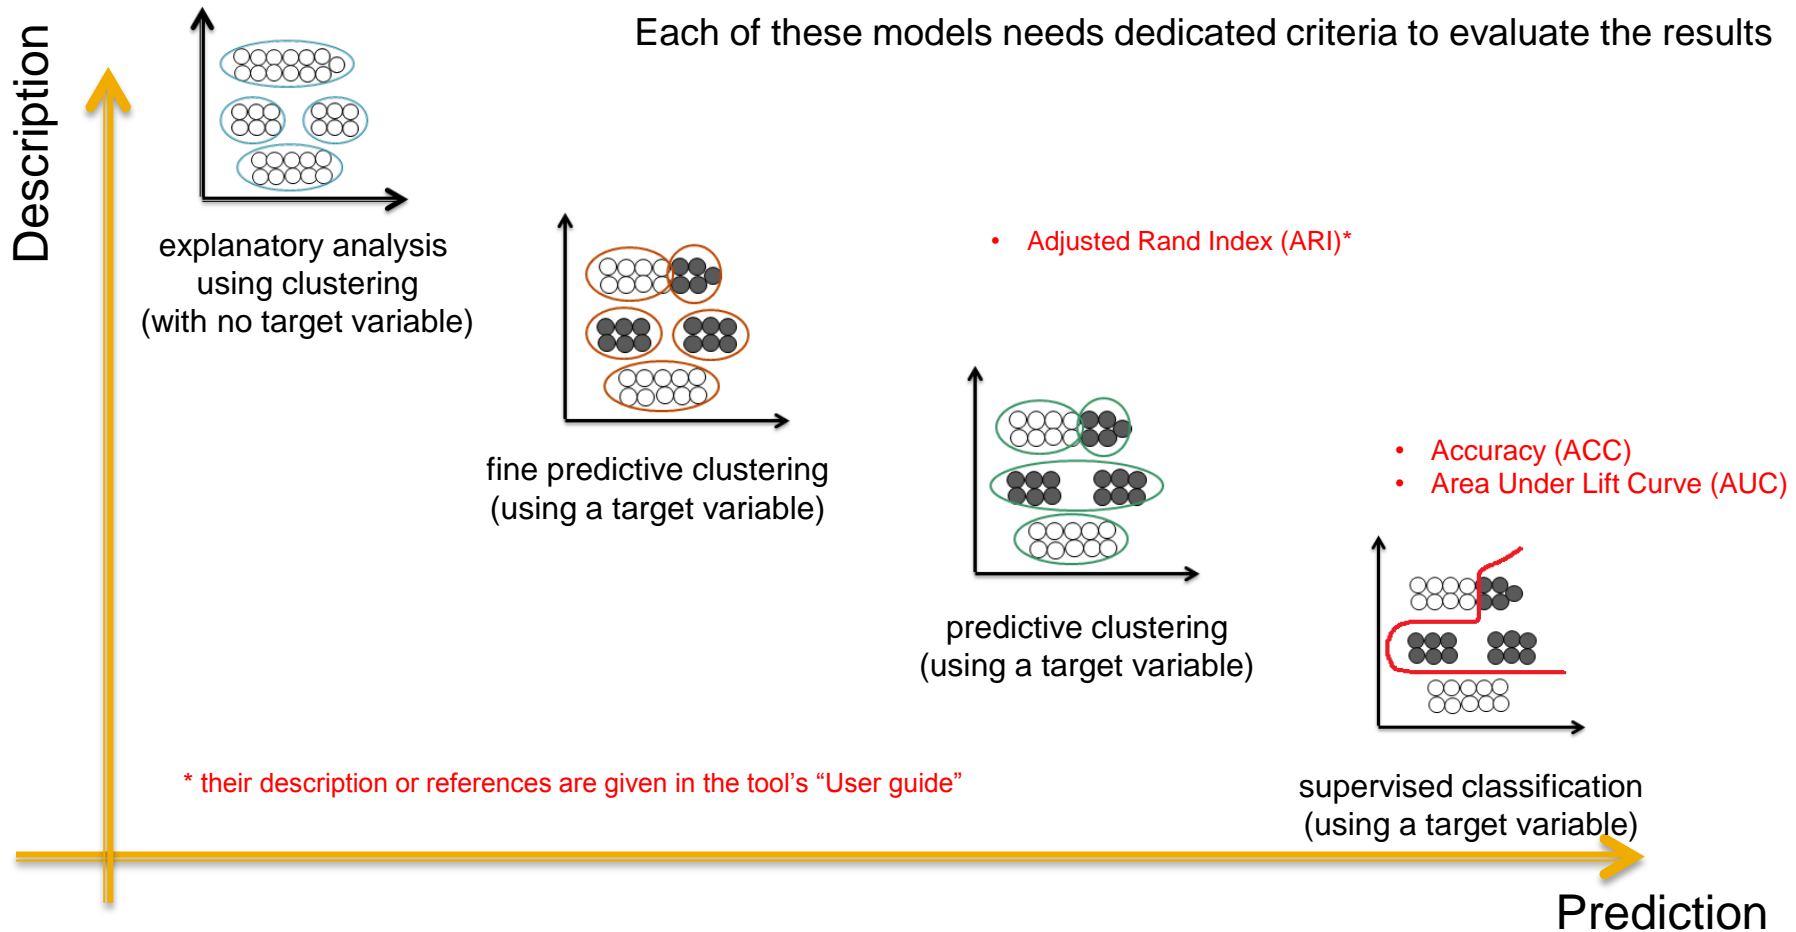 Each of these models needs dedicated criteria to evaluate the results
Description
explanatory analysis
using clustering
(with no target variable)
• Adjusted Rand Index (ARI)*
fine predictive clustering
(using a target variable)
• Accuracy (ACC)
• Area Under Lift Curve (AUC)
predictive clustering
(using a target variable)
* their description or references are given in the tool’s “User guide”
supervised classification
(using a target variable)
Prediction